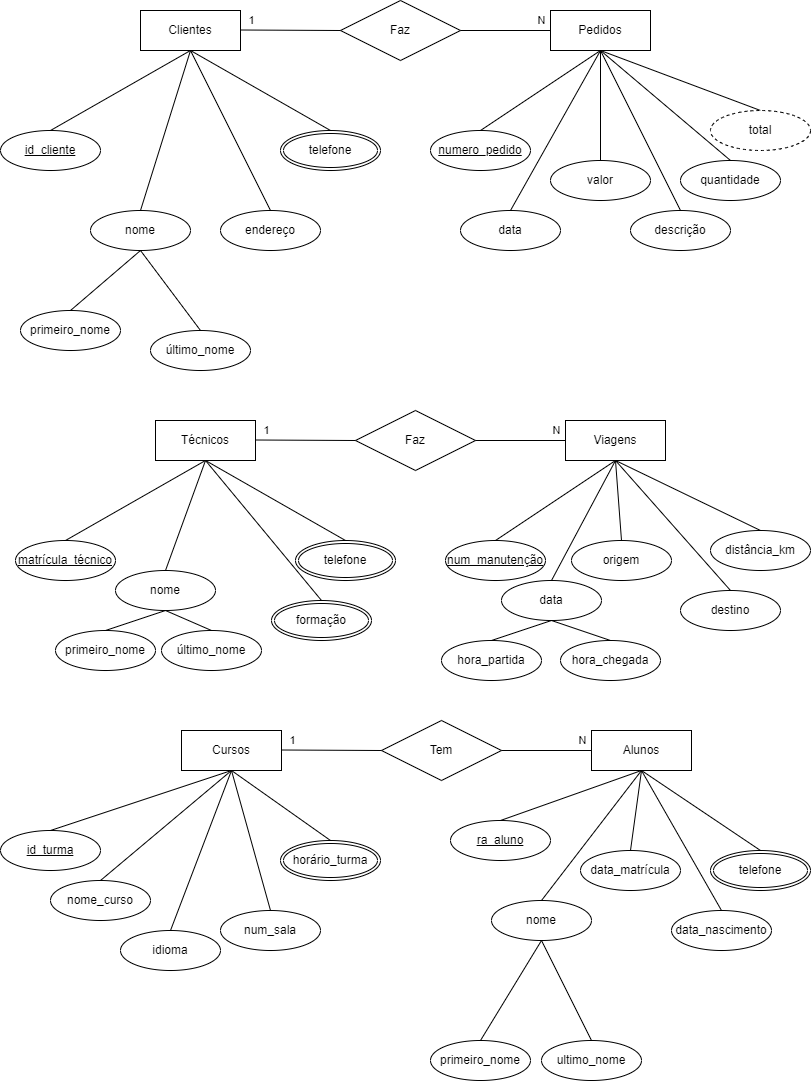 Clientes
1
Faz
N
Pedidos
id_cliente
telefone
numero_pedido
total
valor
quantidade
nome
endereço
data
descrição
primeiro_nome
último_nome
Técnicos
1
Faz
N
Viagens
matrícula_técnico
telefone
num_manutenção
origem
distância_km
nome
data
formação
destino
primeiro_nome
último_nome
hora_partida
hora_chegada
Cursos
1
Tem
N
Alunos
id_turma
horário_turma
ra_aluno
data_matrícula
telefone
nome_curso
num_sala
nome
data_nascimento
idioma
primeiro_nome
ultimo_nome